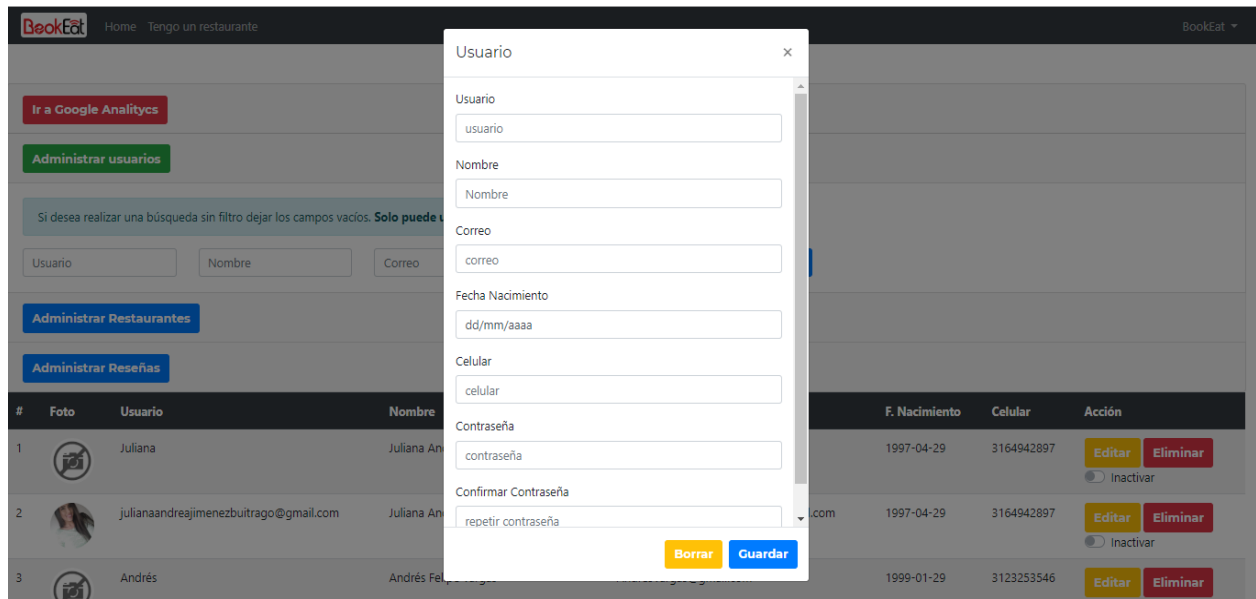 BookEat Home Tengo un restaurante BookEat
Usuario ×
Ir a Google Analitycs
Administrar usuarios
Si desea realizar una búsqueda sin filtro dejar los campos vacíos. Solo puede
Usuario Nombre Correo
Administrar Restaurantes
Administrar Reseñas
Usuario
usuario
Nombre
Nombre
Correo
correo
Fecha Nacimiento
dd/mm/aaaa
Celular
celular
Contraseña
contraseña
Confirmar Contraseña
repetir contraseña
Borrar Guardar
# Foto Usuario Nombre F. Nacimiento Celular Acción
1 Juliana Juliana 1997-04-29 3164942897 Editar Eliminar
Inactivar
2 julianaandreajimenezbuitrago@gmail.com Juliana .com 1997-04-29 3164942897 Editar Eliminar
Inactivar
3 Andrés Andrés 1999-01-29 3123253546 Editar Eliminar